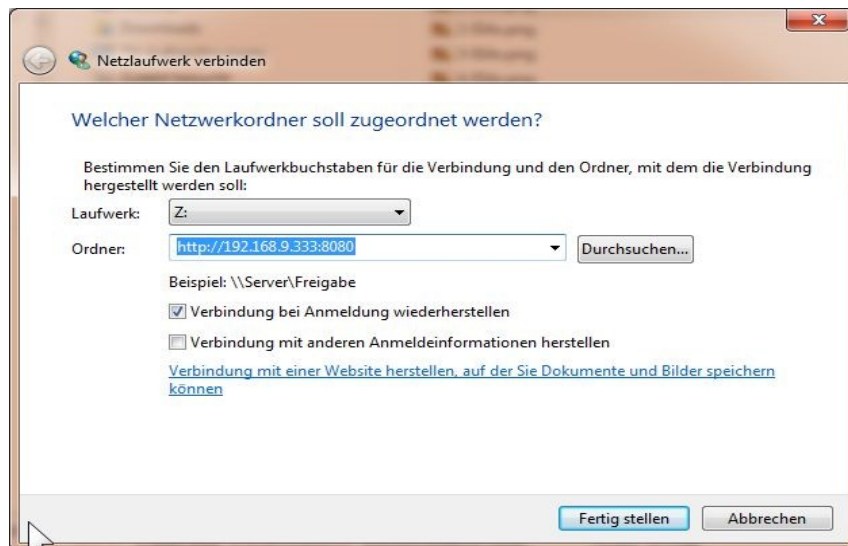 Netzlaufwerk verbinden
Welcher Netzwerkordner soll zugeordnet werden?
Bestimmen Sie den Laufwerkbuchstaben für die Verbindung und den Ordner, mit dem die Verbindung
hergestellt werden soll:
Laufwerk: Z:
Ordner: http://192.168.9.333:8080 Durchsuchen...
Beispiel: \\Server\Freigabe
Verbindung bei Anmeldung wiederherstellen
Verbindung mit anderen Anmeldeinformationen herstellen
Verbindung mit einer Website herstellen, auf der Sie Dokumente und Bilder speichern
können
Fertig stellen Abbrechen